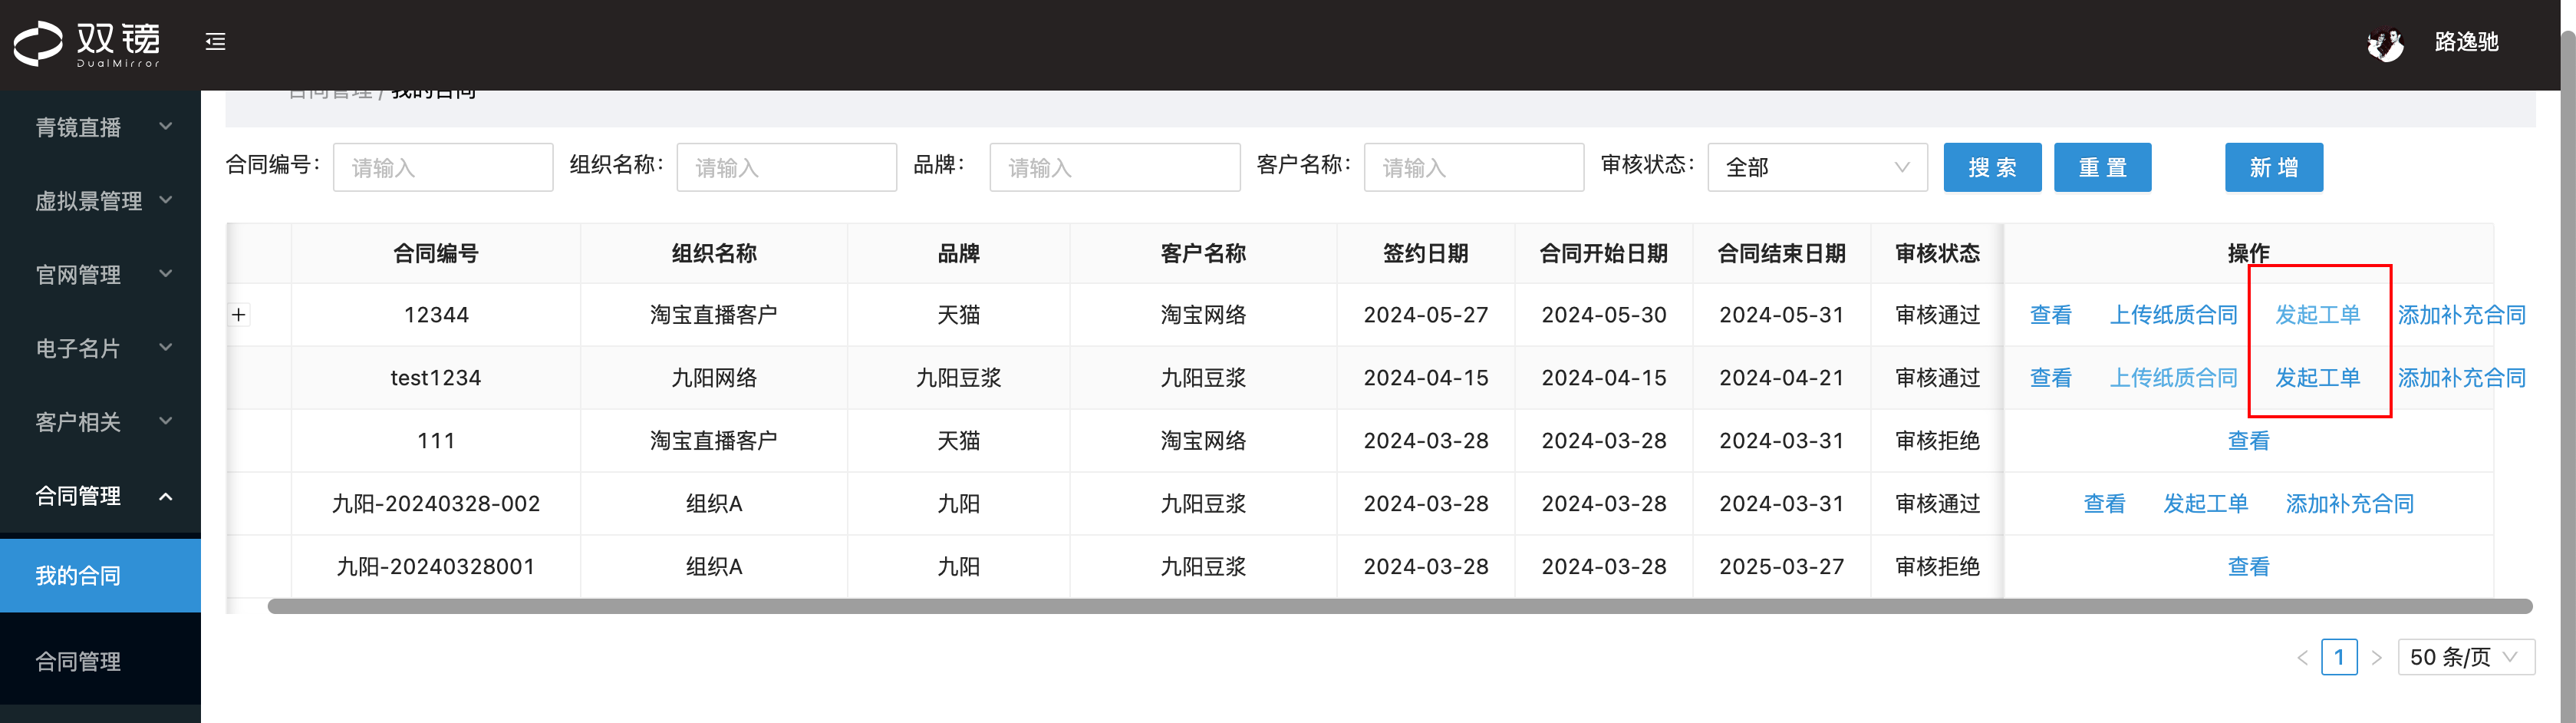 双镜
DualMirror
路逸驰
合同管理 / 我的合同
青镜直播
虚拟景管理
官网管理
电子名片
客户相关
合同管理
我的合同
合同管理
合同编号： 请输入 组织名称： 请输入 品牌： 请输入 客户名称： 请输入 审核状态： 全部 搜 索 重 置 新 增
合同编号 组织名称 品牌 客户名称 签约日期 合同开始日期 合同结束日期 审核状态 操作
+ 12344 淘宝直播客户 天猫 淘宝网络 2024-05-27 2024-05-30 2024-05-31 审核通过 查看 上传纸质合同 发起工单 添加补充合同
test1234 九阳网络 九阳豆浆 九阳豆浆 2024-04-15 2024-04-15 2024-04-21 审核通过 查看 上传纸质合同 发起工单 添加补充合同
111 淘宝直播客户 天猫 淘宝网络 2024-03-28 2024-03-28 2024-03-31 审核拒绝 查看
九阳-20240328-002 组织A 九阳 九阳豆浆 2024-03-28 2024-03-28 2024-03-31 审核通过 查看 发起工单 添加补充合同
九阳-20240328001 组织A 九阳 九阳豆浆 2024-03-28 2024-03-28 2025-03-27 审核拒绝 查看
< 1 > 50 条/页